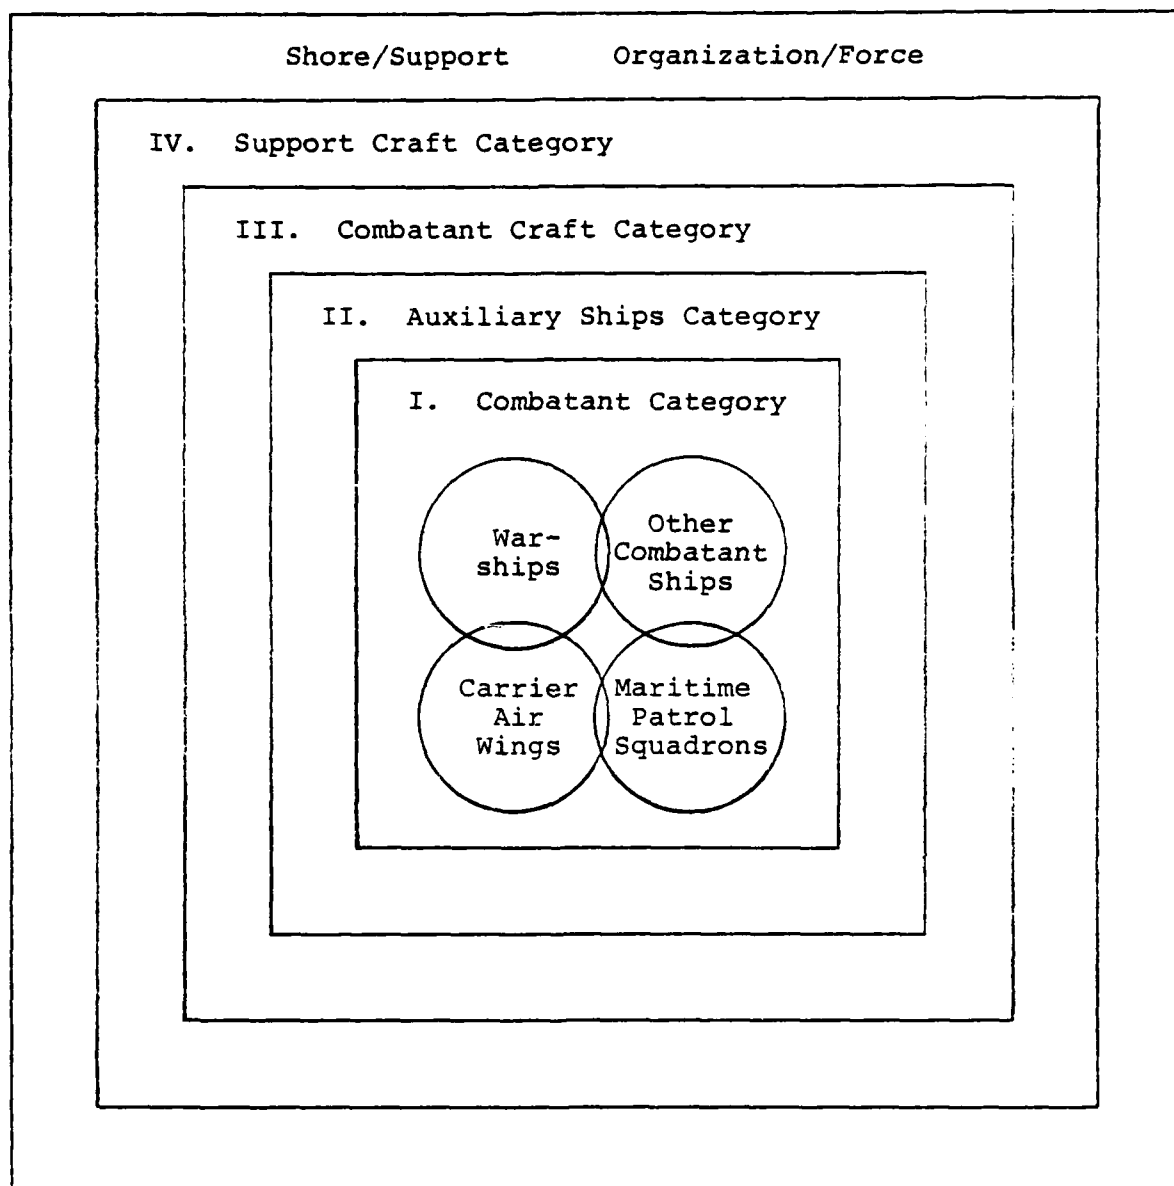 Shore/Support Organization/Force
IV. Support Craft Category
III. Combatant Craft Category
II. Auxiliary Ships Category
I. Combatant Category
War-
ships
Other
Combatant
Ships
Carrier
Air
Wings
Maritime
Patrol
Squadrons